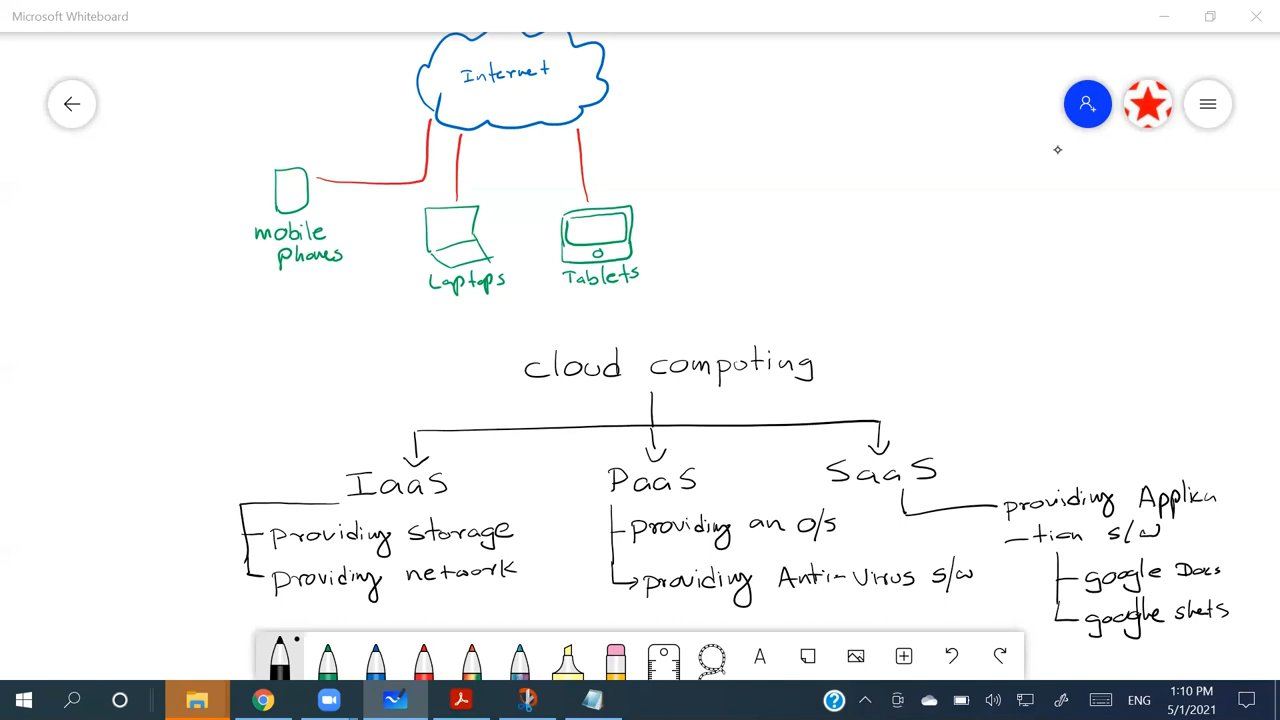 Microsoft Whiteboard
Internet
mobile
phones
Laptops
Tablets
cloud computing
IaaS
PaaS
SaaS
providing storage
providing network
providing an O/S
providing Anti-Virus s/w
providing Applica
-tion s/w
google Docs
google shets
A
ENG
1:10 PM
5/1/2021